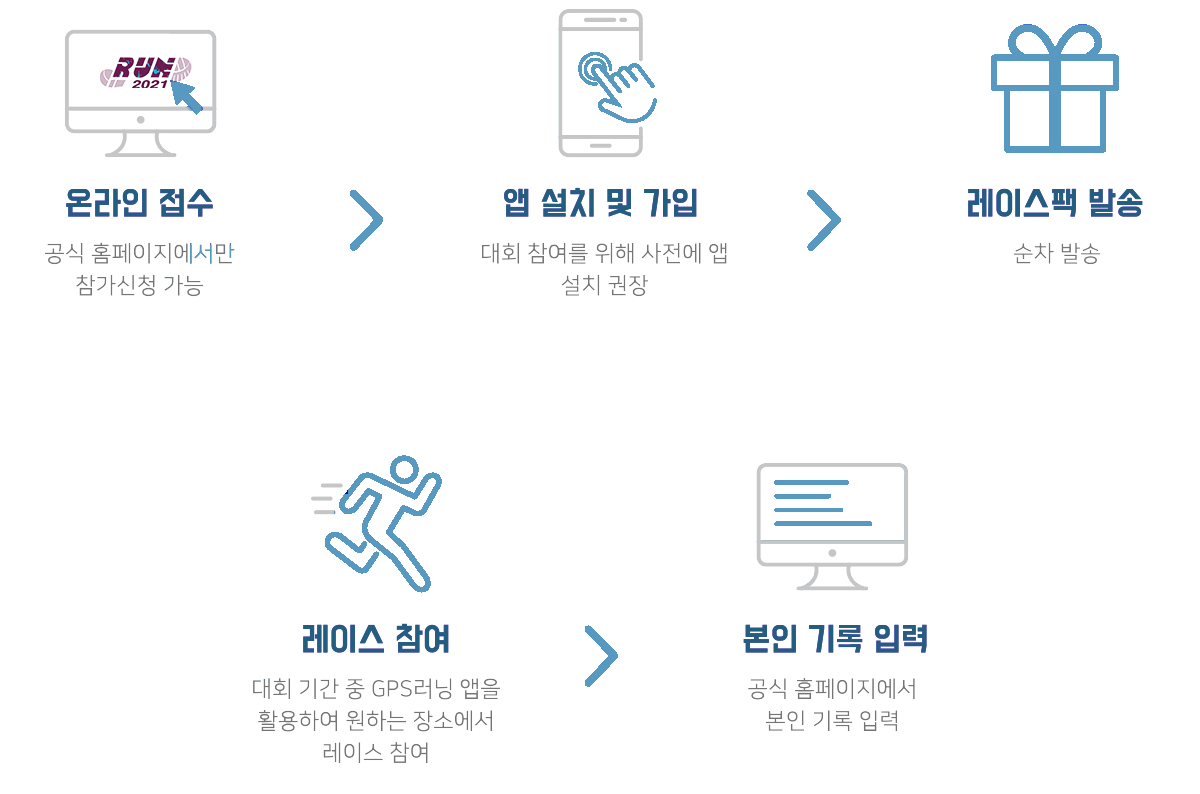 RUN
2021
온라인 접수
공식 홈페이지에서만
참가신청 가능
앱 설치 및 가입
대회 참여를 위해 사전에 앱
설치 권장
레이스팩 발송
순차 발송
레이스 참여
대회 기간 중 GPS러닝 앱을
활용하여 원하는 장소에서
레이스 참여
본인 기록 입력
공식 홈페이지에서
본인 기록 입력